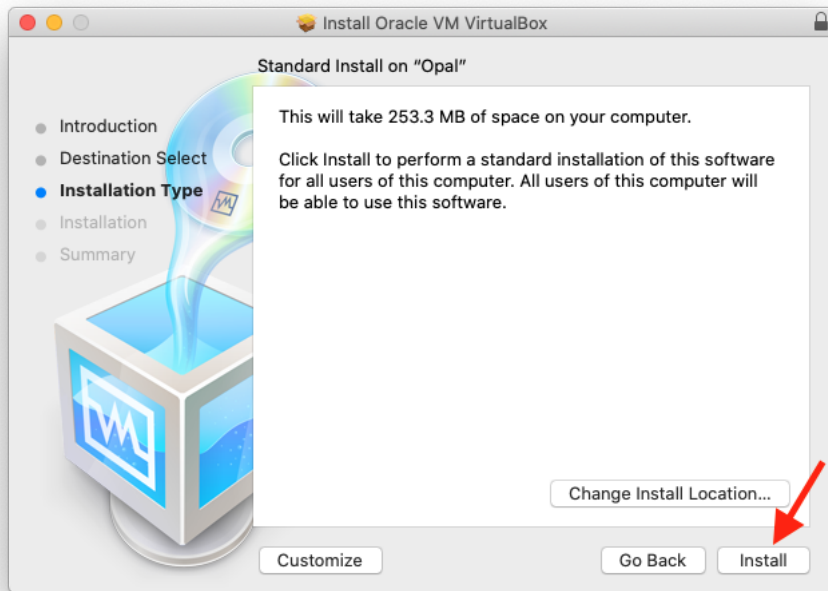 Install Oracle VM VirtualBox
Standard Install on “Opal”
Introduction
Destination Select
Installation Type
Installation
Summary
This will take 253.3 MB of space on your computer.
Click Install to perform a standard installation of this software
for all users of this computer. All users of this computer will
be able to use this software.
Change Install Location...
Customize
Go Back
Install